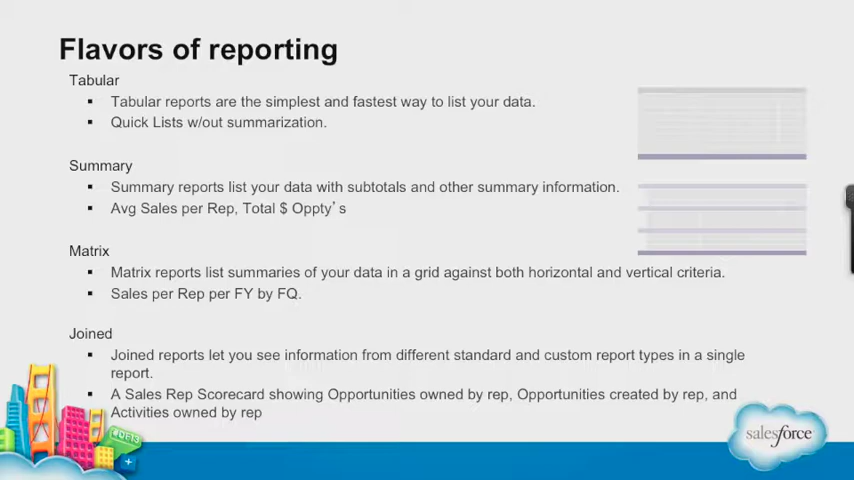 Flavors of reporting
Tabular
▪ Tabular reports are the simplest and fastest way to list your data.
▪ Quick Lists w/out summarization.
Summary
▪ Summary reports list your data with subtotals and other summary information.
▪ Avg Sales per Rep, Total $ Oppty's
Matrix
▪ Matrix reports list summaries of your data in a grid against both horizontal and vertical criteria.
▪ Sales per Rep per FY by FQ.
Joined
▪ Joined reports let you see information from different standard and custom report types in a single
report.
▪ A Sales Rep Scorecard showing Opportunities owned by rep, Opportunities created by rep, and
Activities owned by rep
DF13
salesforce